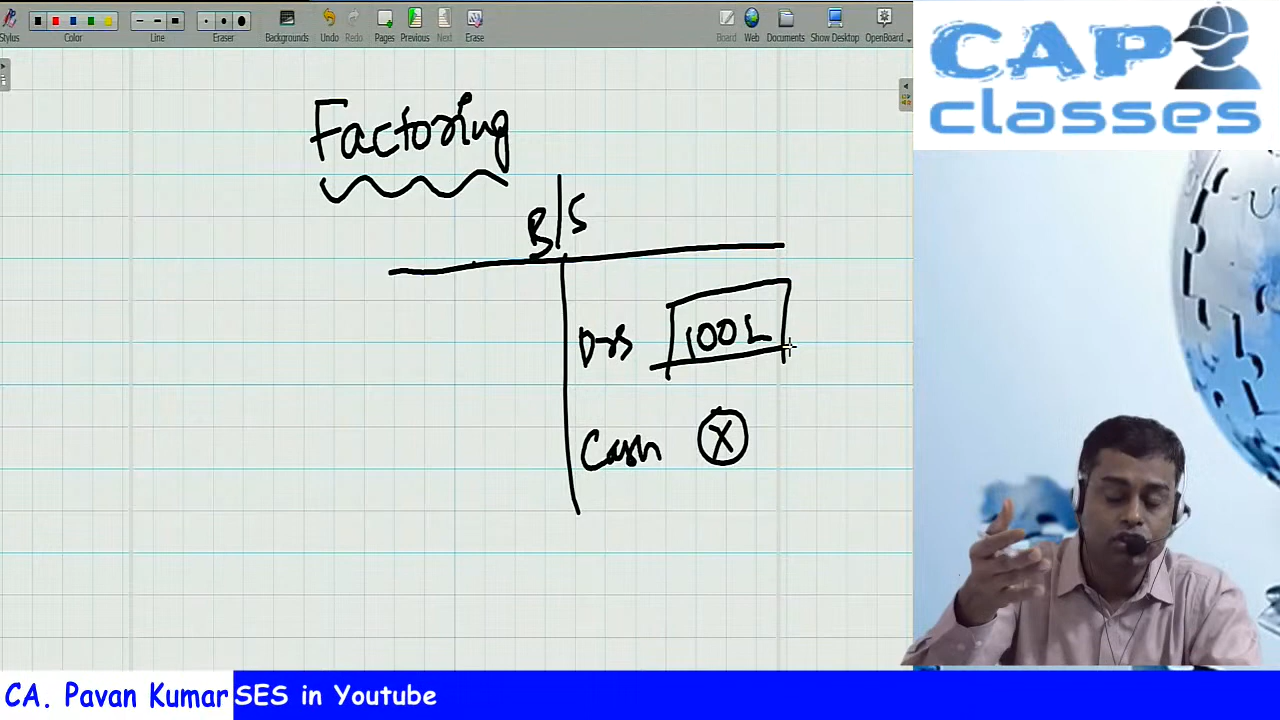 Stylus
Color
Line
Eraser
Backgrounds
Undo
Redo
Pages
Previous
Next
Erase
Board
Web
Documents
Show Desktop
OpenBoard
CAP
classes
Factoring
B/S
Drs 100L
Cash X
CA. Pavan Kumar SES in Youtube